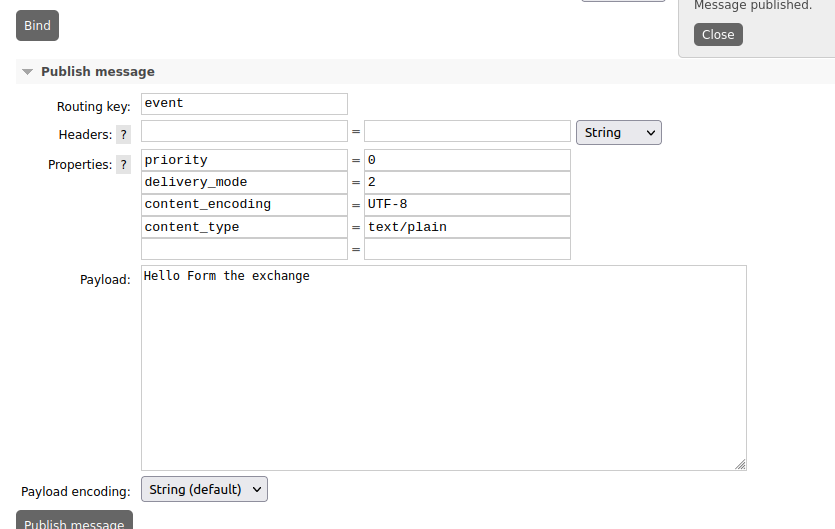 Message published.
Bind
Close
Publish message
Routing key: event
Headers: ? = String
Properties: ? priority = 0
delivery_mode = 2
content_encoding = UTF-8
content_type = text/plain
=
Payload: Hello Form the exchange
Payload encoding: String (default)
Publish message